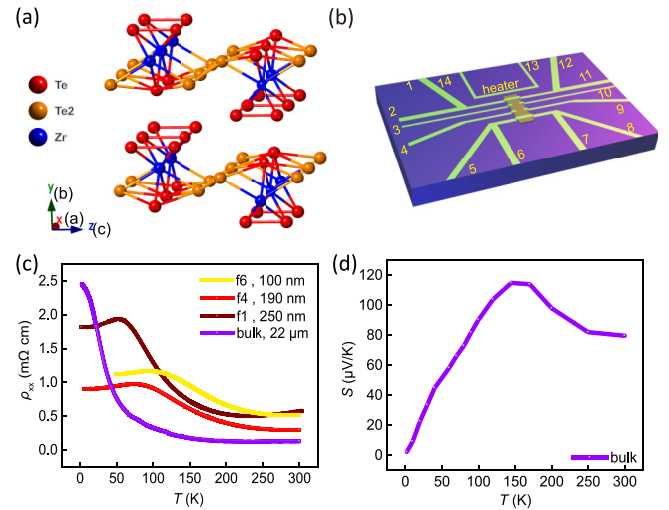 (a)
Te
Te2
Zr
y
(b)
x
(a)
z
(c)
(b)
1
14
13
12
heater
11
10
2
9
3
4
5
6
7
8
(c)
f6 , 100 nm
f4 , 190 nm
f1 , 250 nm
bulk, 22 μm
2.5
2.0
1.5
1.0
0.5
0.0
ρxx (mΩ cm)
0 50 100 150 200 250 300
T (K)
(d)
120
100
80
60
40
20
0
S (μV/K)
bulk
0 50 100 150 200 250 300
T (K)